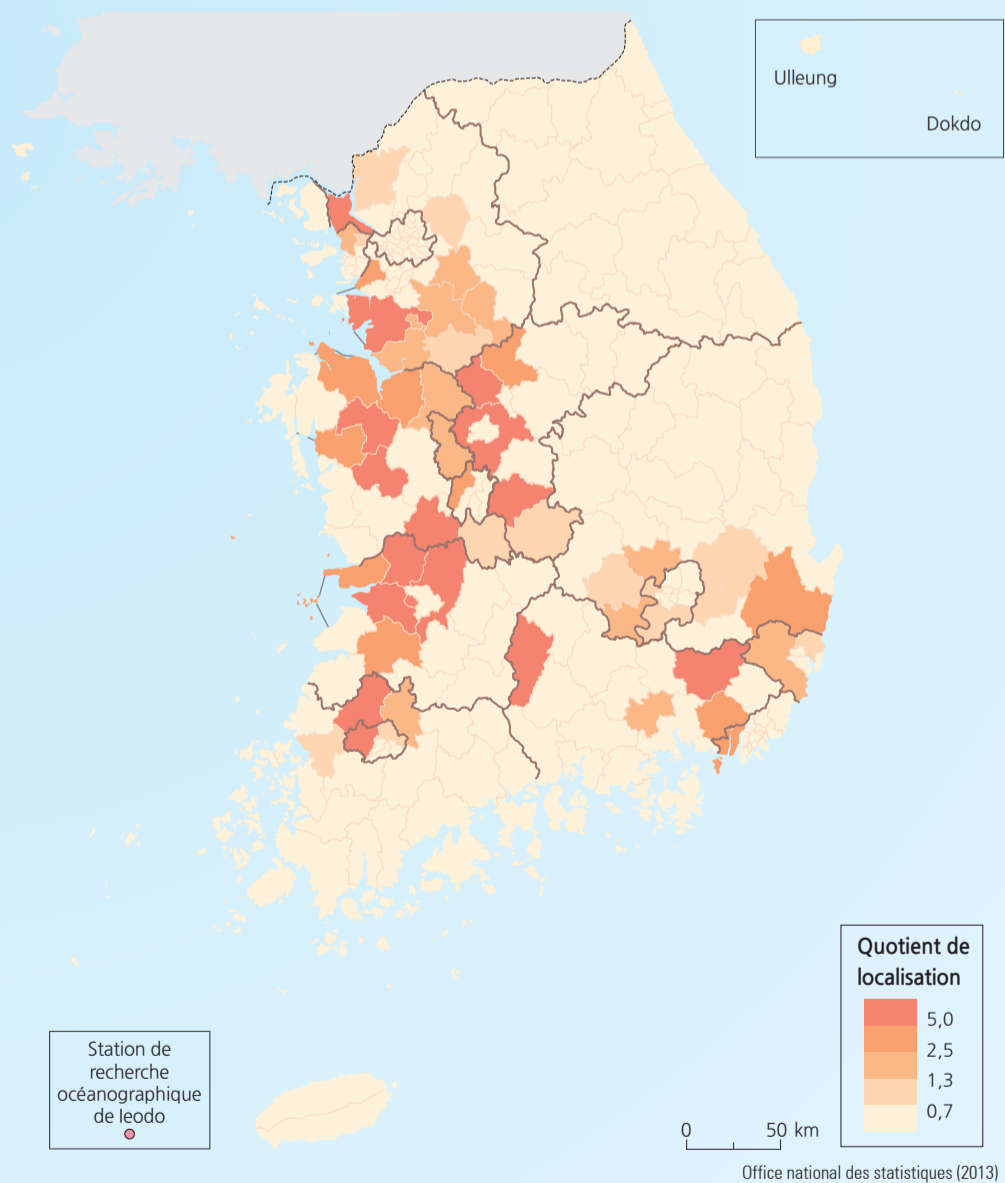 Ulleung
Dokdo
Quotient de
localisation
5,0
2,5
1,3
0,7
Station de
recherche
océanographique
de Ieodo
0 50 km
Office national des statistiques (2013)